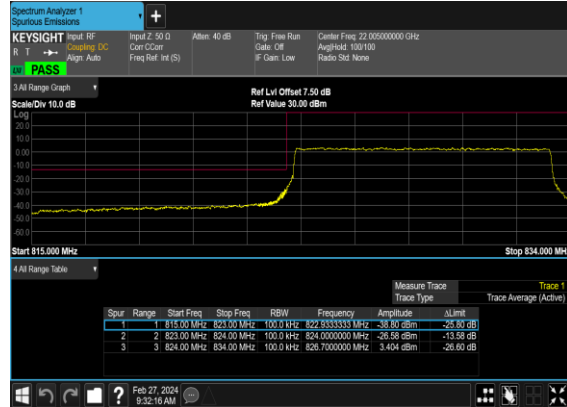 Spectrum Analyzer 1
Spurious Emissions
+
KEYSIGHT Input: RF Input Z: 50 Ω Atten: 40 dB Trig: Free Run Center Freq: 22.005000000 GHz
R T Coupling: DC Corr CCorr Gate: Off Avg|Hold: 100/100
Align: Auto Freq Ref: Int (S) IF Gain: Low Radio Std: None
PASS
3 All Range Graph
Ref Lvl Offset 7.50 dB
Scale/Div 10.0 dB Ref Value 30.00 dBm
Log
20.0
10.0
0.00
-10.0
-20.0
-30.0
-40.0
-50.0
-60.0
Start 815.000 MHz Stop 834.000 MH
4 All Range Table
Measure Trace Trace 1
Trace Type Trace Average (Active)
Spur Range Start Freq Stop Freq RBW Frequency Amplitude ΔLimit
1 1 815.00 MHz 823.00 MHz 100.0 kHz 822.9333333 MHz -38.80 dBm -25.80 dB
2 2 823.00 MHz 824.00 MHz 100.0 kHz 824.0000000 MHz -26.58 dBm -13.58 dB
3 3 824.00 MHz 834.00 MHz 100.0 kHz 826.7000000 MHz 3.404 dBm -26.60 dB
? Feb 27, 2024
9:32:16 AM